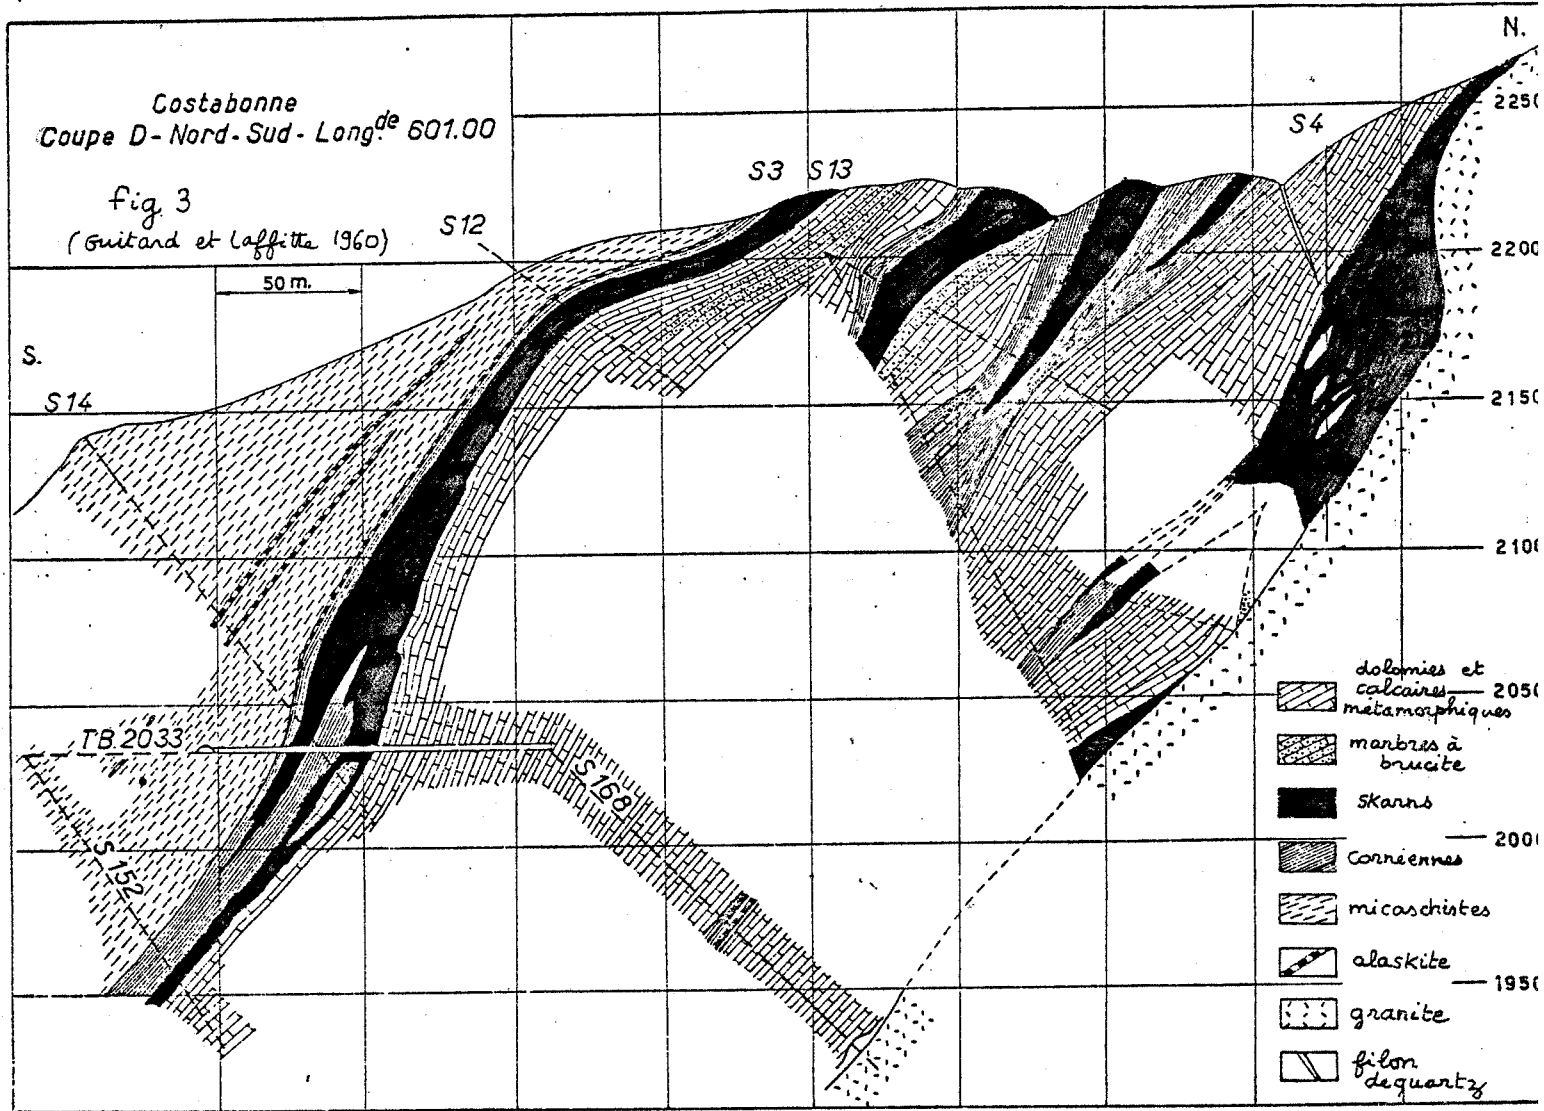 N.
Costabonne
Coupe D - Nord - Sud - Long.de 601.00
fig 3
(Guitard et Laffitte 1960)
50 m.
S.
S14
S12
S3 S13
S4
2250
2200
2150
2100
2050
2000
1950
TB.2033
S 152
S 168
dolomies et
calcaires
métamorphiques
marbres à
brucite
skarns
cornéennes
micaschistes
alaskite
granite
filon
de quartz